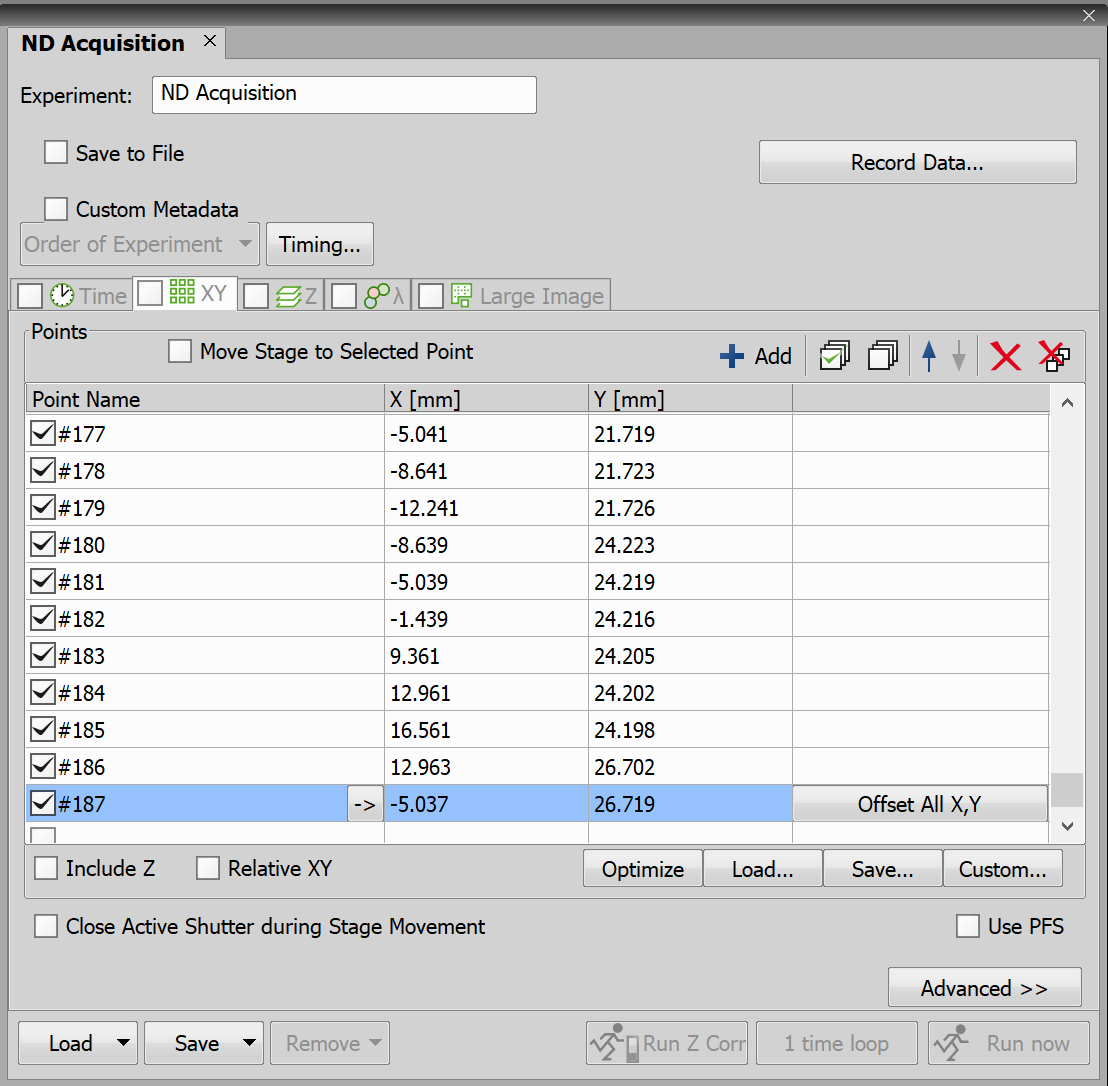 ND Acquisition
Experiment: ND Acquisition
Save to File
Record Data...
Custom Metadata
Order of Experiment Timing...
Time XY Z λ Large Image
Points
Move Stage to Selected Point Add
Point Name X [mm] Y [mm]
#177 -5.041 21.719
#178 -8.641 21.723
#179 -12.241 21.726
#180 -8.639 24.223
#181 -5.039 24.219
#182 -1.439 24.216
#183 9.361 24.205
#184 12.961 24.202
#185 16.561 24.198
#186 12.963 26.702
#187 -> -5.037 26.719 Offset All X,Y
Include Z Relative XY Optimize Load... Save... Custom...
Close Active Shutter during Stage Movement Use PFS
Advanced >>
Load Save Remove Run Z Corr 1 time loop Run now